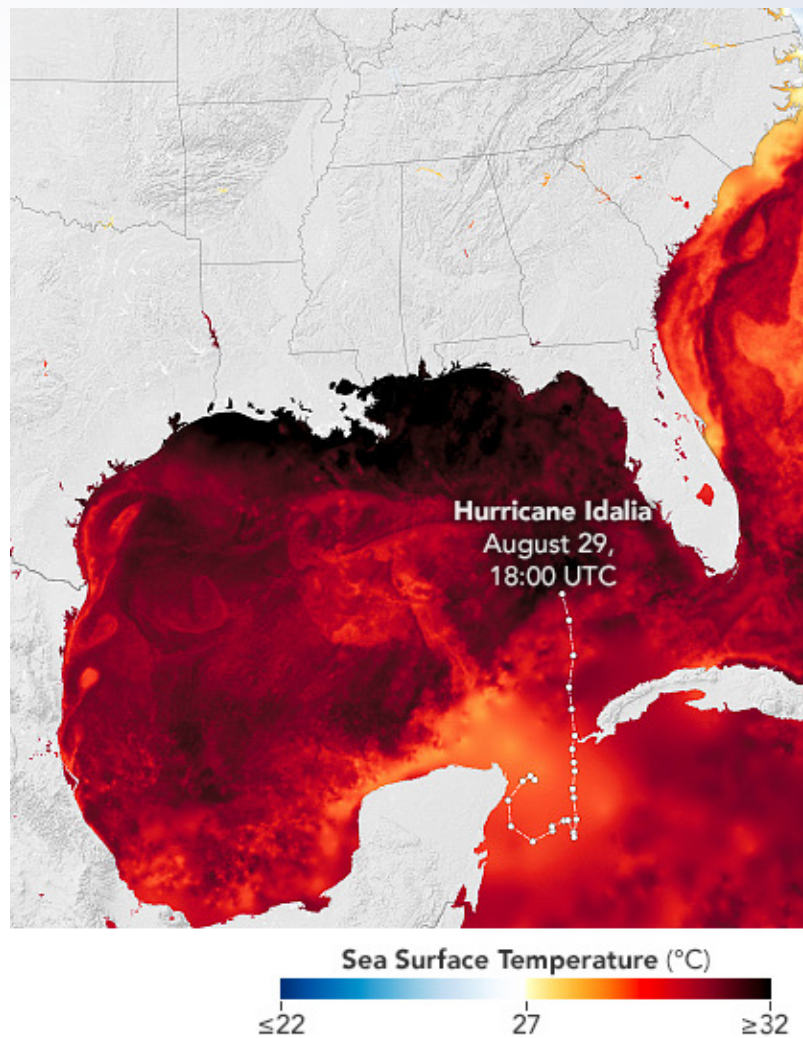 Hurricane Idalia
August 29,
18:00 UTC
Sea Surface Temperature (°C)
≤22 27 ≥32